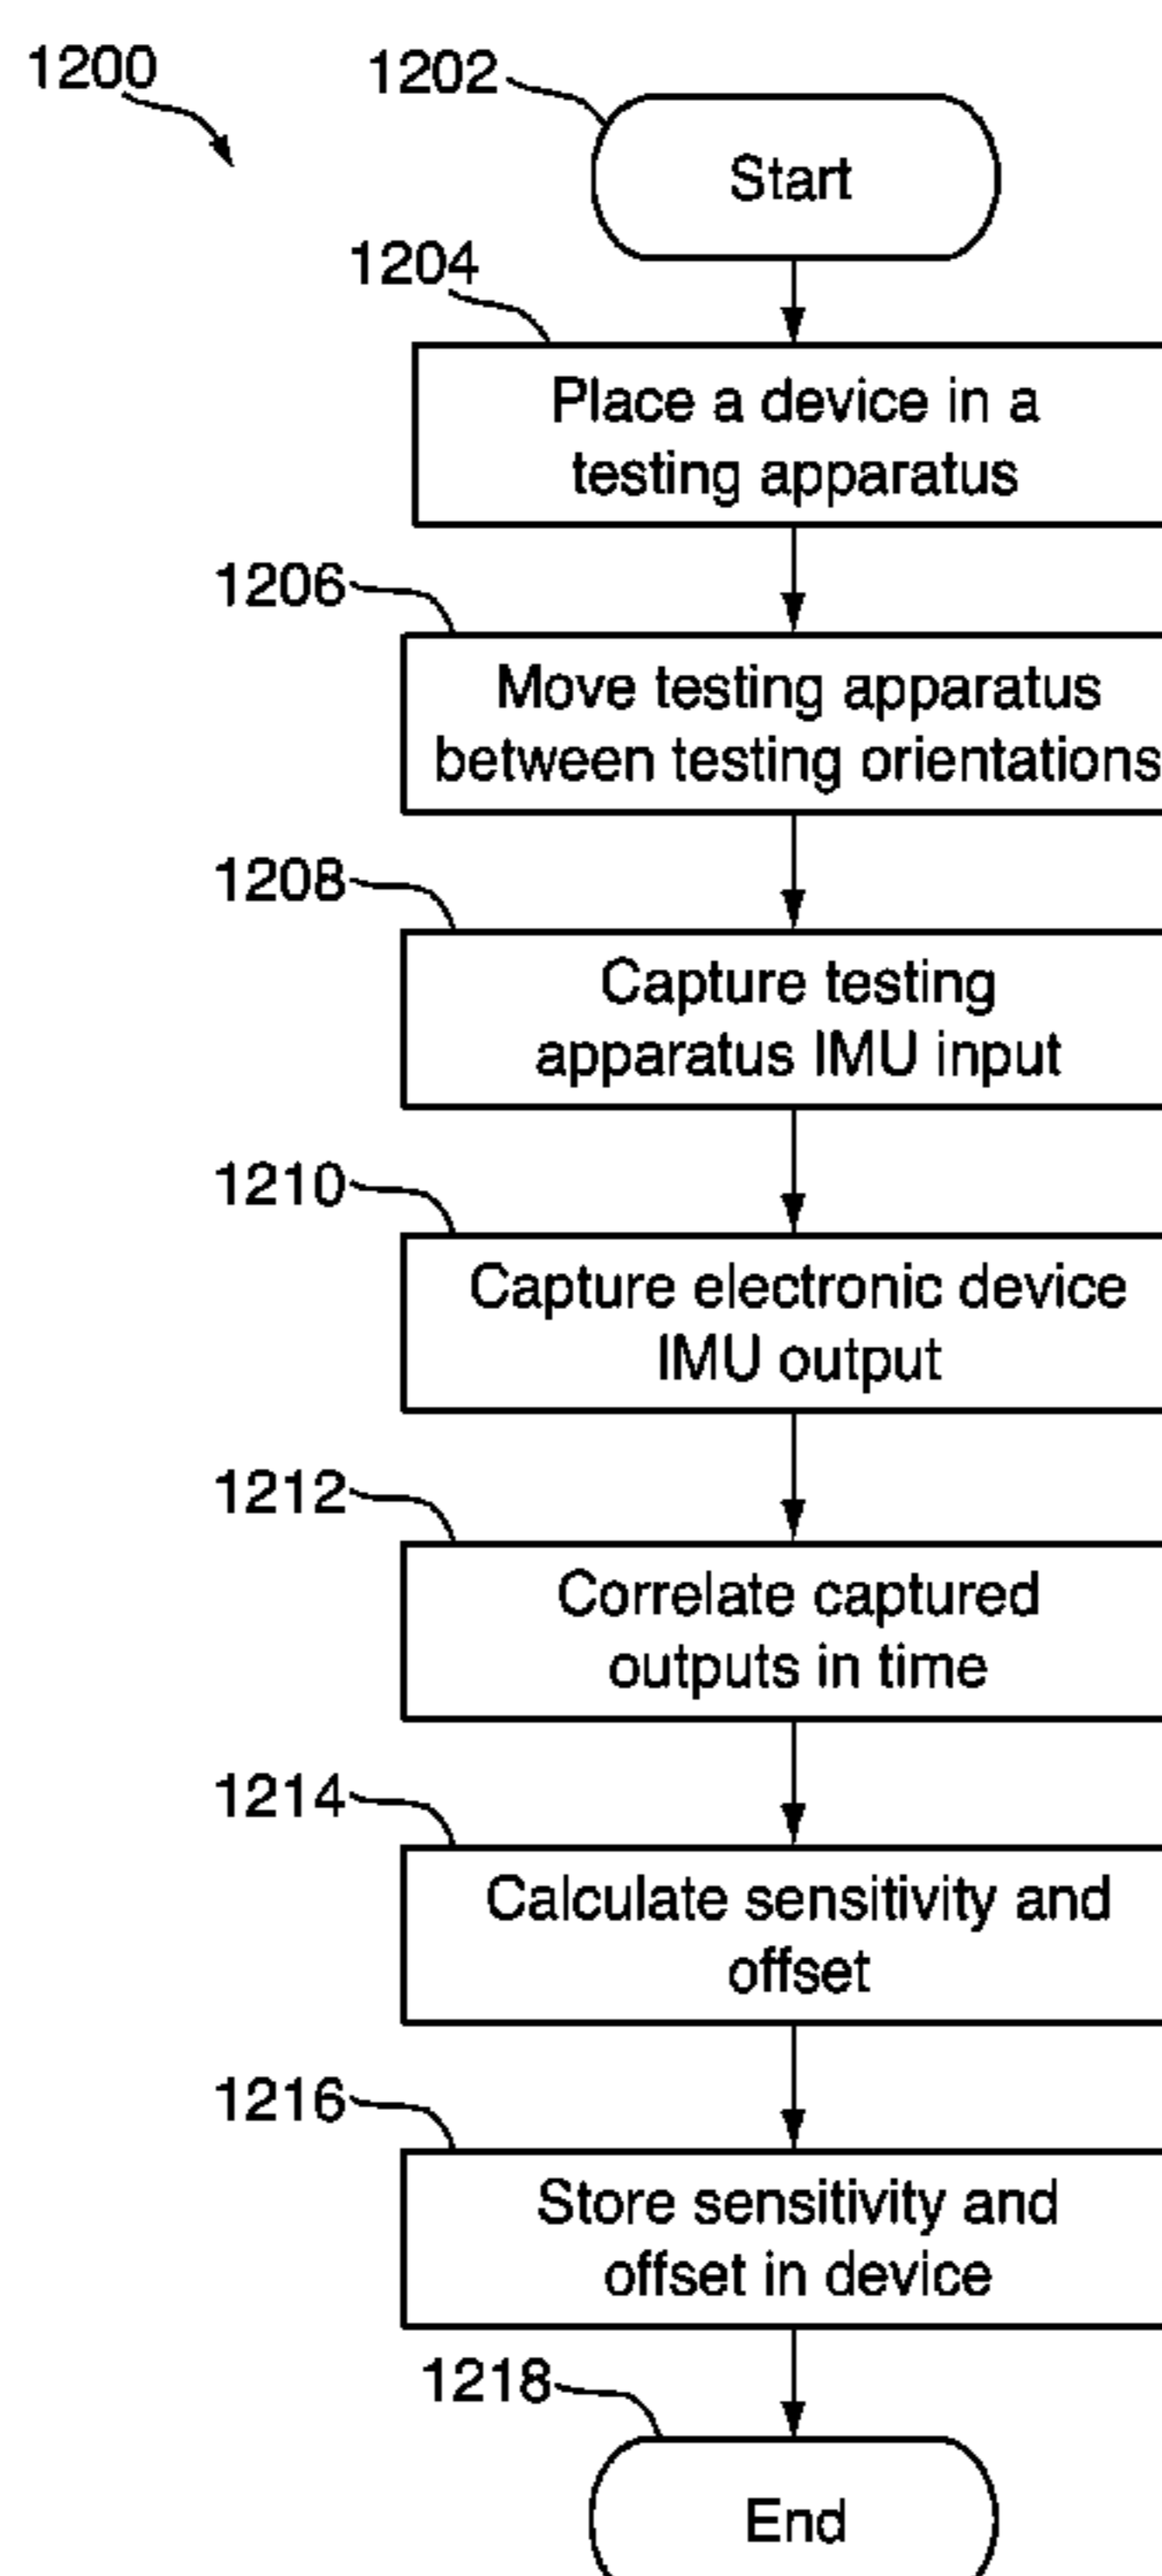 1200
1202
Start
1204
Place a device in a
testing apparatus
1206
Move testing apparatus
between testing orientations
1208
Capture testing
apparatus IMU input
1210
Capture electronic device
IMU output
1212
Correlate captured
outputs in time
1214
Calculate sensitivity and
offset
1216
Store sensitivity and
offset in device
1218
End